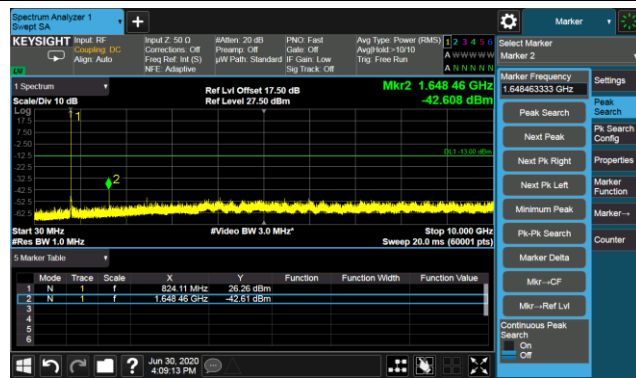 Spectrum Analyzer 1
Swept SA
Marker
KEYSIGHT
Input: RF
Coupling: DC
Align: Auto
Input Z: 50 Ω
Corrections: Off
Freq Ref: Int (S)
NFE: Adaptive
#Atten: 20 dB
Preamp: Off
µW Path: Standard
PNO: Fast
Gate: Off
IF Gain: Low
Sig Track: Off
Avg Type: Power (RMS)
Avg|Hold:>10/10
Trig: Free Run
1 2 3 4 5 6
A W W W W W
A N N N N N
LV
Select Marker
Marker 2
1 Spectrum
Scale/Div 10 dB
Log
Ref Lvl Offset 17.50 dB
Ref Level 27.50 dBm
Mkr2 1.648 46 GHz
-42.608 dBm
17.5
7.50
-2.50
-12.5
-22.5
-32.5
-42.5
-52.5
-62.5
1
2
DL1 -13.00 dBm
Start 30 MHz
#Res BW 1.0 MHz
#Video BW 3.0 MHz*
Stop 10.000 GHz
Sweep 20.0 ms (60001 pts)
5 Marker Table
Mode Trace Scale X Y Function Function Width Function Value
1 N 1 f 824.11 MHz 26.26 dBm
2 N 1 f 1.648 46 GHz -42.61 dBm
3
4
5
6
Marker Frequency
1.648463333 GHz
Peak Search
Next Peak
Next Pk Right
Next Pk Left
Minimum Peak
Pk-Pk Search
Marker Delta
Mkr→CF
Mkr→Ref Lvl
Continuous Peak
Search
On
Off
Settings
Peak
Search
Pk Search
Config
Properties
Marker
Function
Marker→
Counter
?
Jun 30, 2020
4:09:13 PM